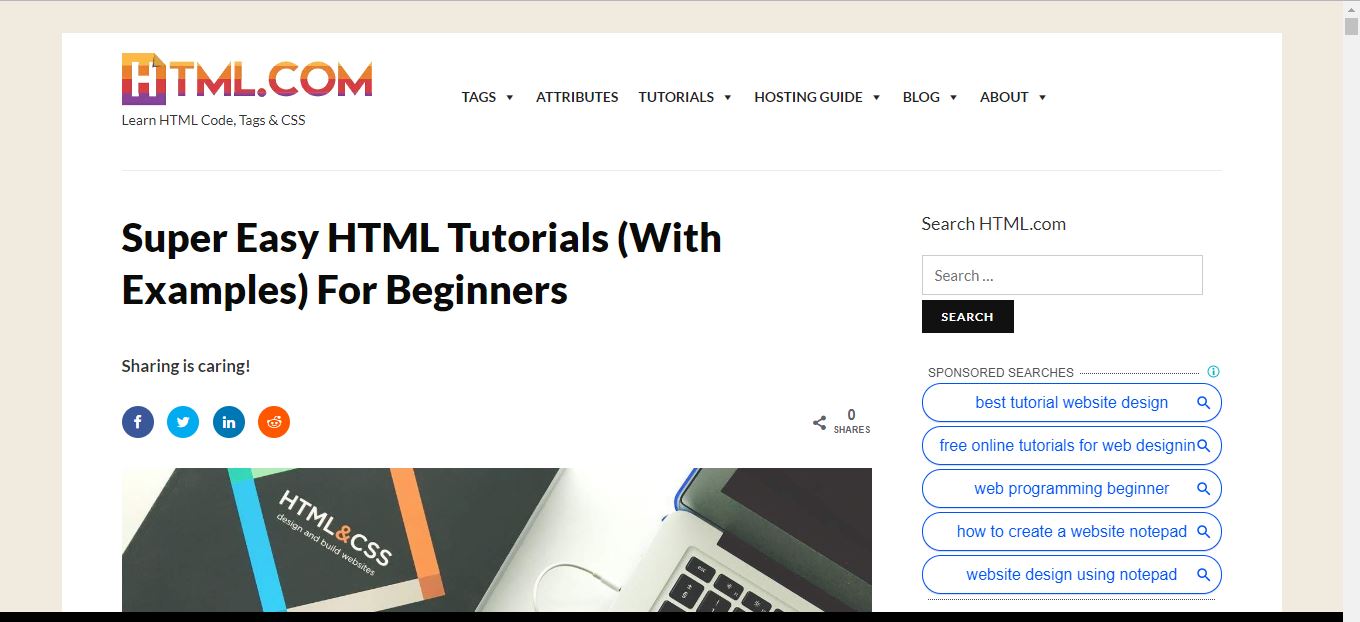 HTML.COM
Learn HTML Code, Tags & CSS
TAGS ATTRIBUTES TUTORIALS HOSTING GUIDE BLOG ABOUT
Super Easy HTML Tutorials (With
Examples) For Beginners
Sharing is caring!
0
SHARES
HTML&CSS
design and build websites
esc
Search HTML.com
Search ...
SEARCH
SPONSORED SEARCHES
best tutorial website design
free online tutorials for web designin
web programming beginner
how to create a website notepad
website design using notepad